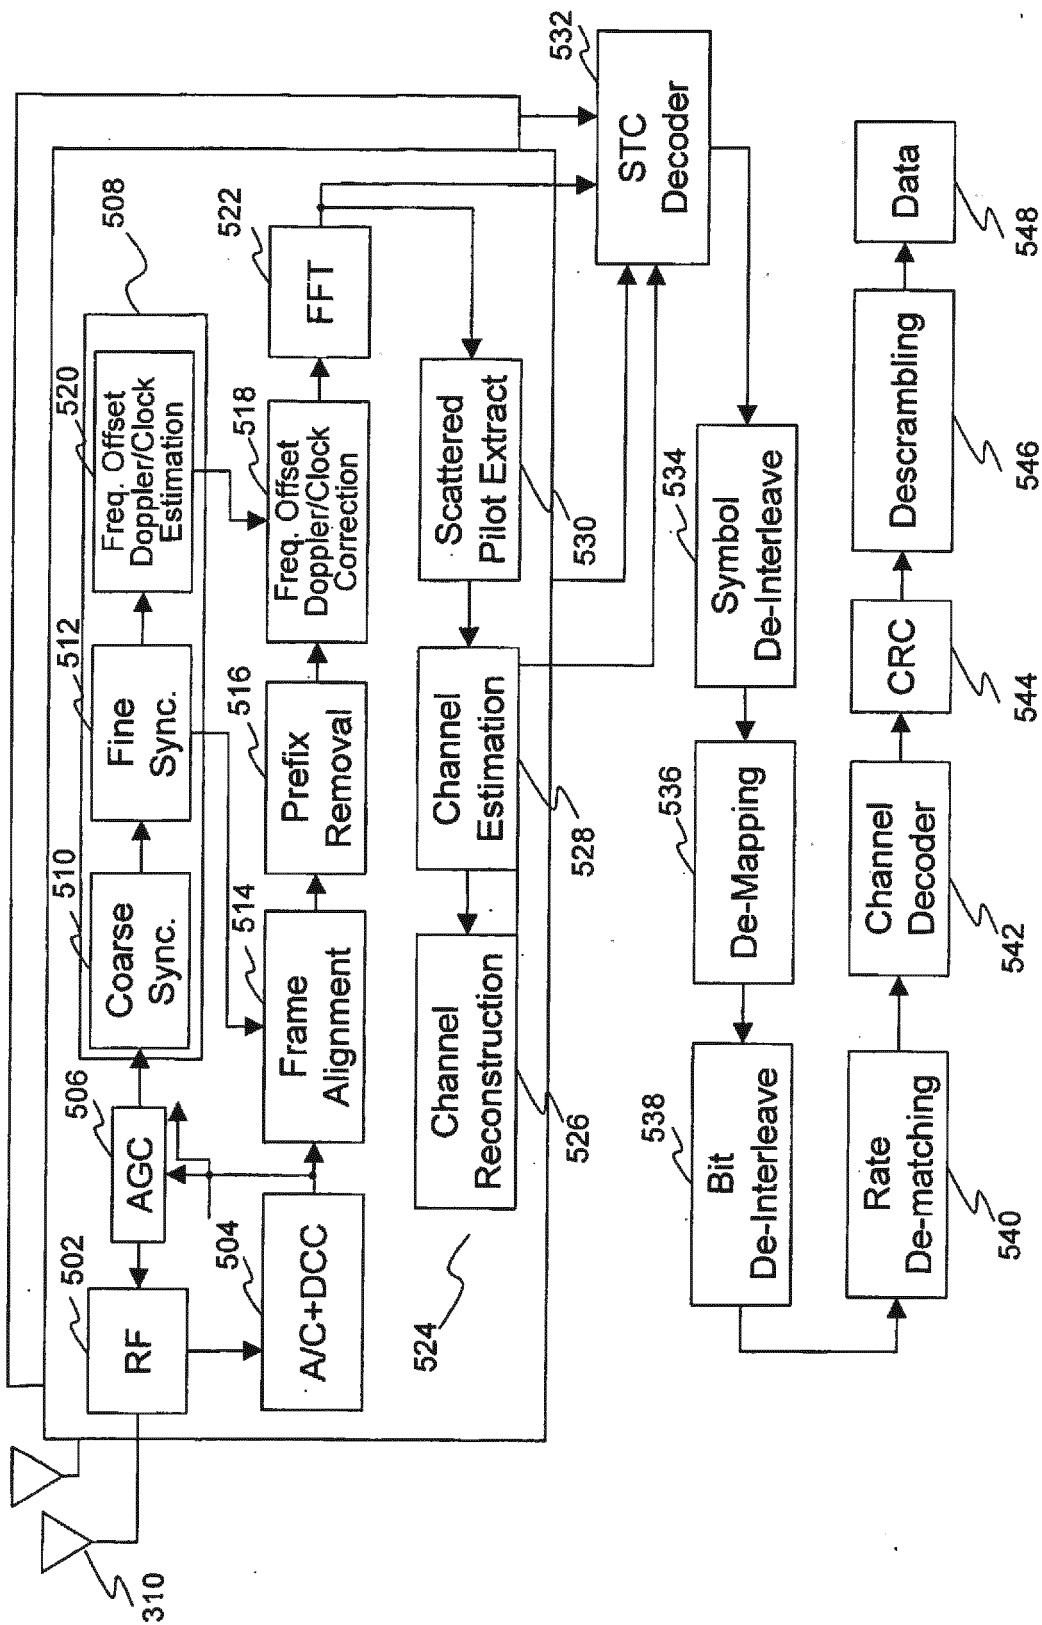 310
502
RF
506
AGC
510
Coarse
Sync.
512
Fine
Sync.
520
Freq. Offset
Doppler/Clock
Estimation
508
504
A/C+DCC
514
Frame
Alignment
516
Prefix
Removal
518
Freq. Offset
Doppler/Clock
Correction
522
FFT
524
Channel
Reconstruction
526
Channel
Estimation
528
Scattered
Pilot Extract
530
532
STC
Decoder
538
Bit
De-Interleave
536
De-Mapping
534
Symbol
De-Interleave
Rate
De-matching
540
Channel
Decoder
542
CRC
544
Descrambling
546
Data
548